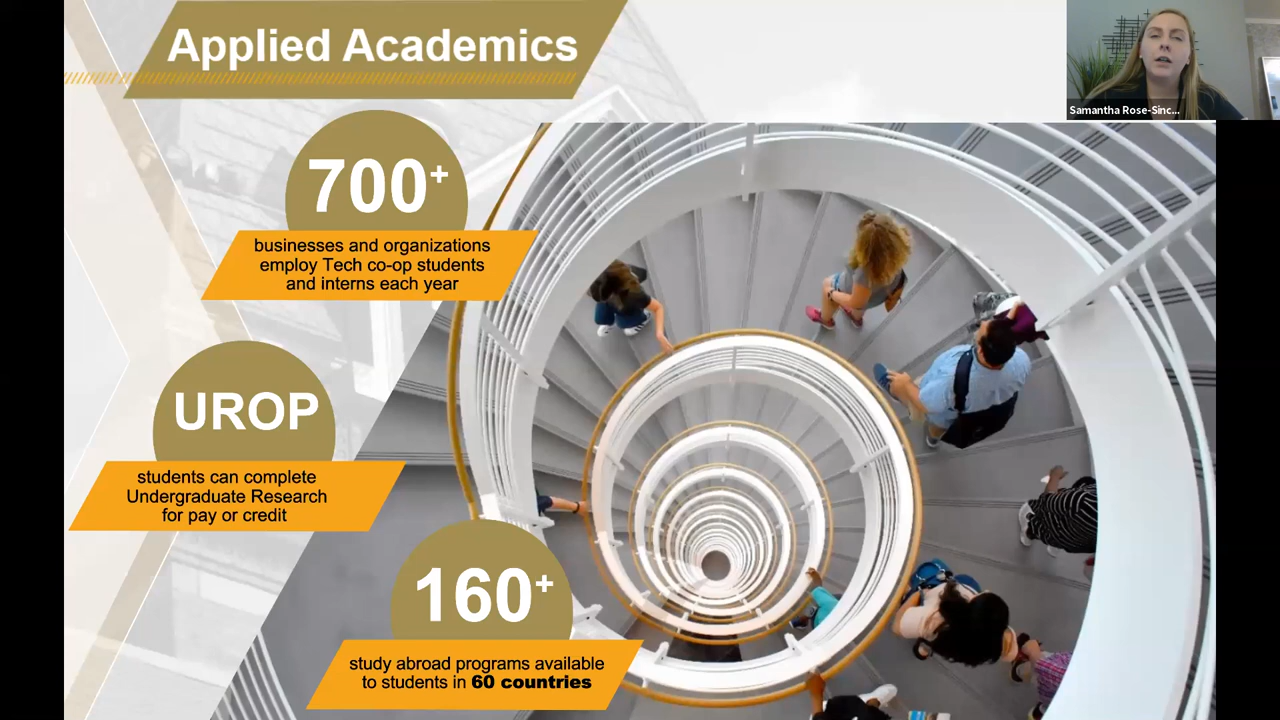 Applied Academics
Samantha Rose-Sinc...
700+
businesses and organizations
employ Tech co-op students
and interns each year
UROP
students can complete
Undergraduate Research
for pay or credit
160+
study abroad programs available
to students in 60 countries